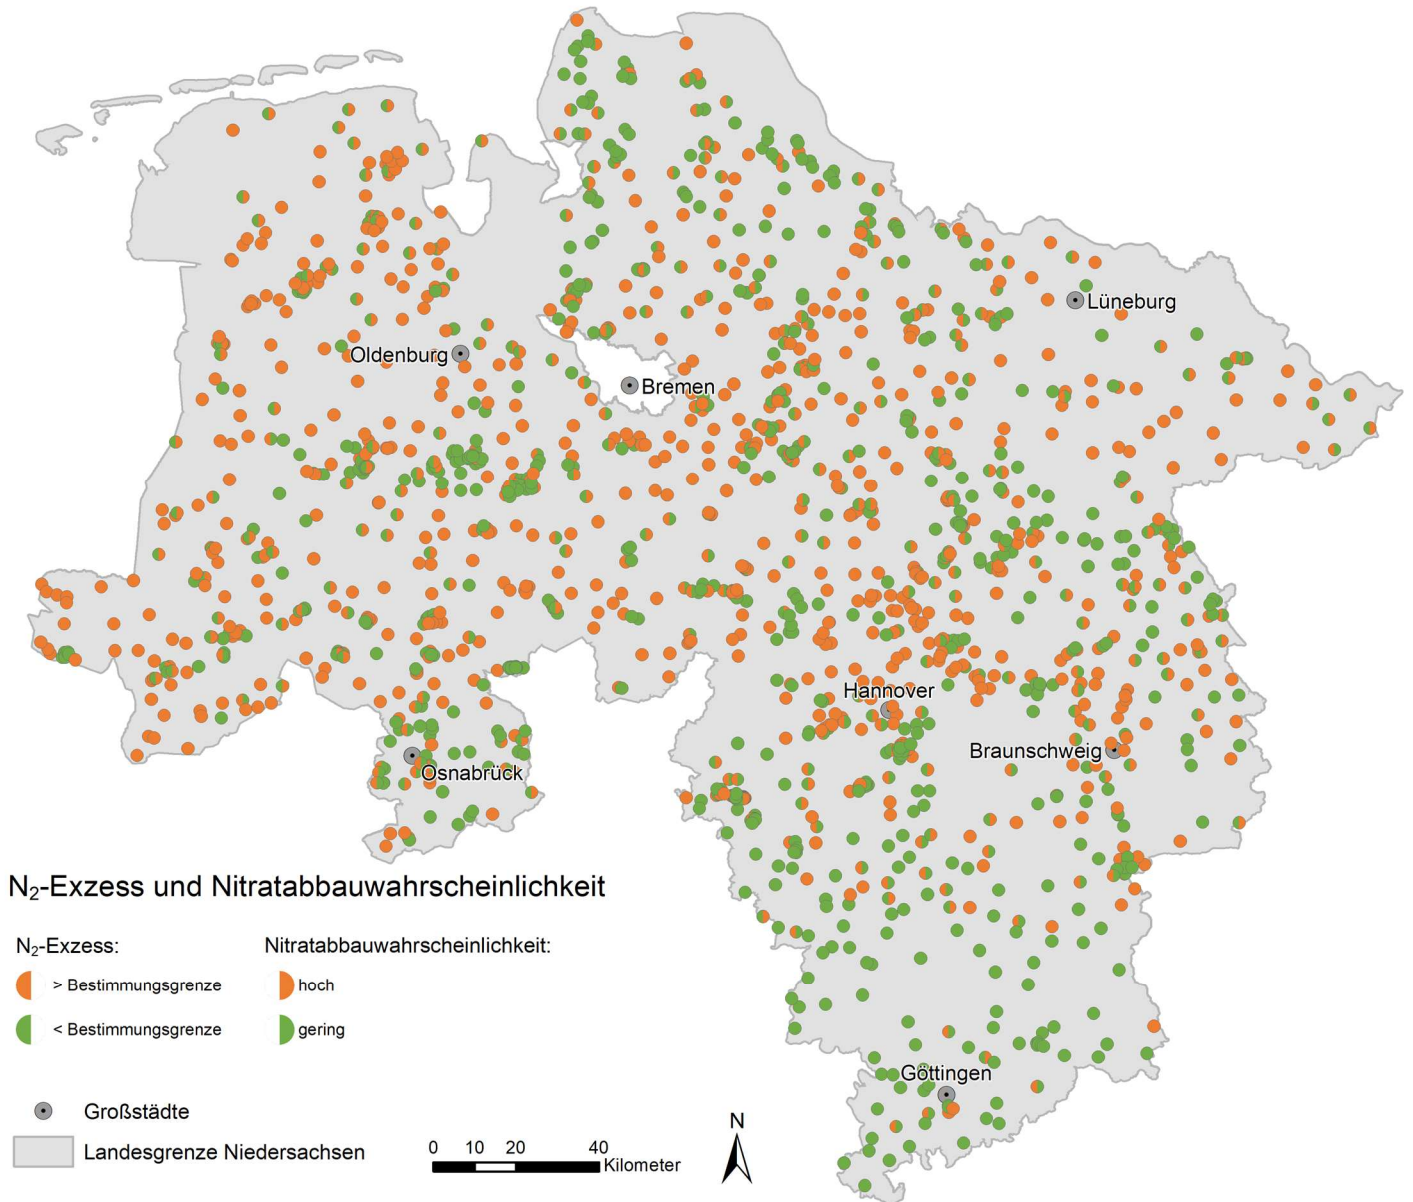 Lüneburg
Oldenburg
Bremen
Hannover
Braunschweig
Osnabrück
Göttingen
N₂-Exzess und Nitratabbauwahrscheinlichkeit
N₂-Exzess: Nitratabbauwahrscheinlichkeit:
> Bestimmungsgrenze hoch
< Bestimmungsgrenze gering
Großstädte
Landesgrenze Niedersachsen
0 10 20 40
Kilometer
N